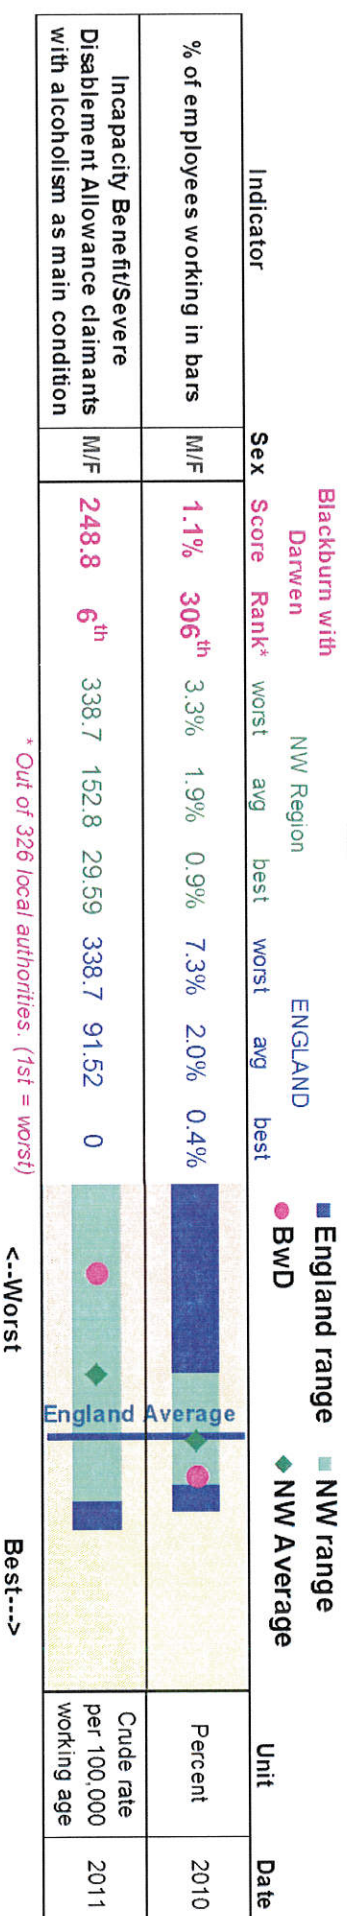 Blackburn with
Darwen
NW Region
ENGLAND
■ England range ■ NW range
● BwD ◆ NW Average
Indicator Sex Score Rank* worst avg best worst avg best Unit Date
% of employees working in bars M/F 1.1% 306th 3.3% 1.9% 0.9% 7.3% 2.0% 0.4% Percent 2010
England Average
Incapacity Benefit/Severe
Disablement Allowance claimants
with alcoholism as main condition
M/F 248.8 6th 338.7 152.8 29.59 338.7 91.52 0
Crude rate
per 100,000
working age
2011
* Out of 326 local authorities. (1st = worst)
<--Worst Best--->